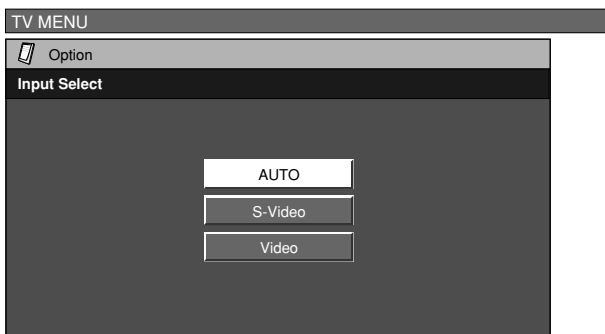 TV MENU
Option
Input Select
AUTO
S-Video
Video